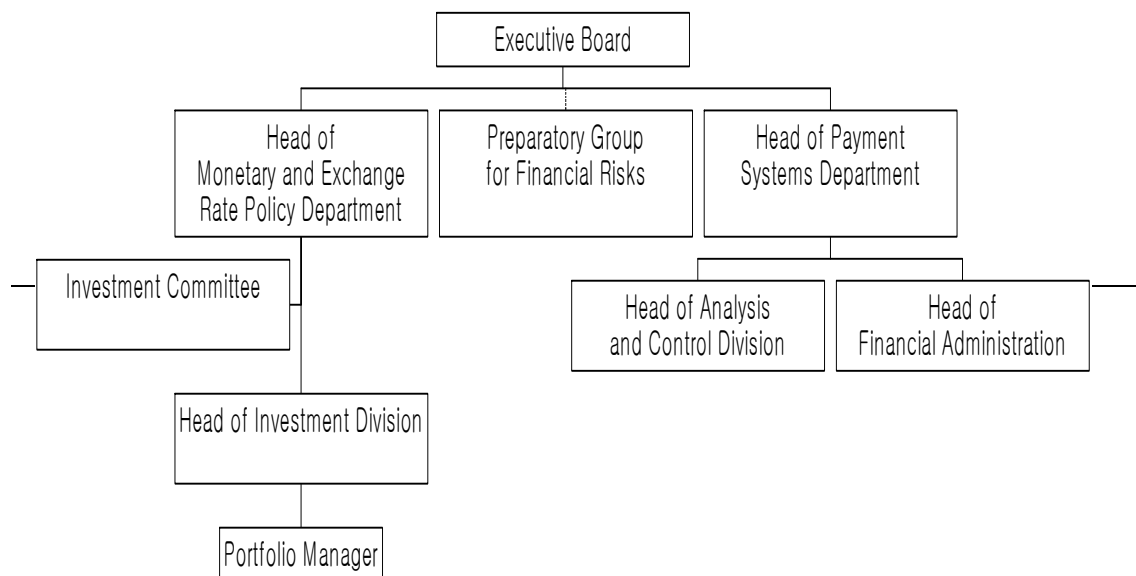 Executive Board
Head of
Monetary and Exchange
Rate Policy Department
Preparatory Group
for Financial Risks
Head of Payment
Systems Department
Investment Committee
Head of Analysis
and Control Division
Head of
Financial Administration
Head of Investment Division
Portfolio Manager